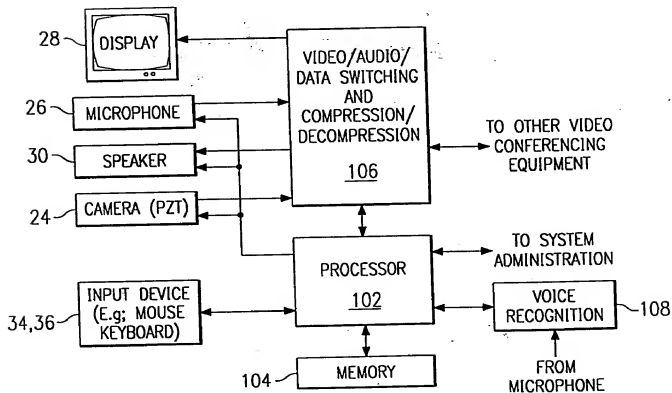 28
DISPLAY
VIDEO/AUDIO/
DATA SWITCHING
AND
COMPRESSION/
DECOMPRESSION
106
26
MICROPHONE
30
SPEAKER
24
CAMERA (PZT)
TO OTHER VIDEO
CONFERENCING
EQUIPMENT
PROCESSOR
102
TO SYSTEM
ADMINISTRATION
34,36
INPUT DEVICE
(E.g; MOUSE
KEYBOARD)
VOICE
RECOGNITION
108
104
MEMORY
FROM
MICROPHONE